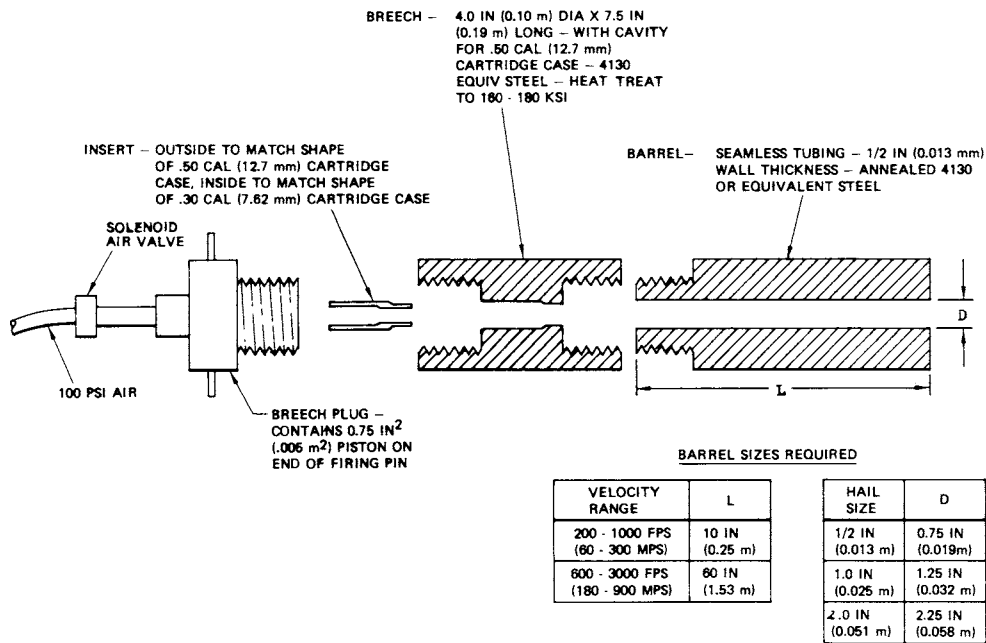 BREECH – 4.0 IN (0.10 m) DIA X 7.5 IN
(0.19 m) LONG – WITH CAVITY
FOR .50 CAL (12.7 mm)
CARTRIDGE CASE – 4130
EQUIV STEEL – HEAT TREAT
TO 160 - 180 KSI
INSERT – OUTSIDE TO MATCH SHAPE
OF .50 CAL (12.7 mm) CARTRIDGE
CASE, INSIDE TO MATCH SHAPE
OF .30 CAL (7.62 mm) CARTRIDGE CASE
BARREL– SEAMLESS TUBING – 1/2 IN (0.013 mm)
WALL THICKNESS – ANNEALED 4130
OR EQUIVALENT STEEL
SOLENOID
AIR VALVE
D
L
100 PSI AIR
BREECH PLUG –
CONTAINS 0.75 IN²
(.005 m²) PISTON ON
END OF FIRING PIN
BARREL SIZES REQUIRED
VELOCITY RANGE L
200 - 1000 FPS 10 IN
(60 - 300 MPS) (0.25 m)
600 - 3000 FPS 60 IN
(180 - 900 MPS) (1.53 m)
HAIL SIZE D
1/2 IN 0.75 IN
(0.013 m) (0.019m)
1.0 IN 1.25 IN
(0.025 m) (0.032 m)
2.0 IN 2.25 IN
(0.051 m) (0.058 m)